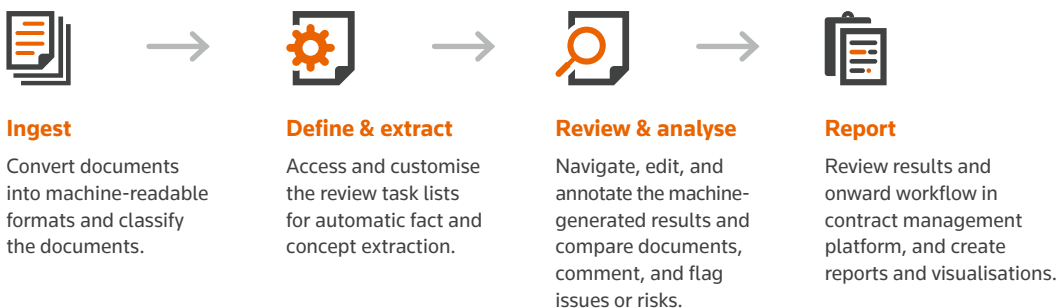 Ingest
Convert documents
into machine-readable
formats and classify
the documents.
Define & extract
Access and customise
the review task lists
for automatic fact and
concept extraction.
Review & analyse
Navigate, edit, and
annotate the machine-
generated results and
compare documents,
comment, and flag
issues or risks.
Report
Review results and
onward workflow in
contract management
platform, and create
reports and visualisations.